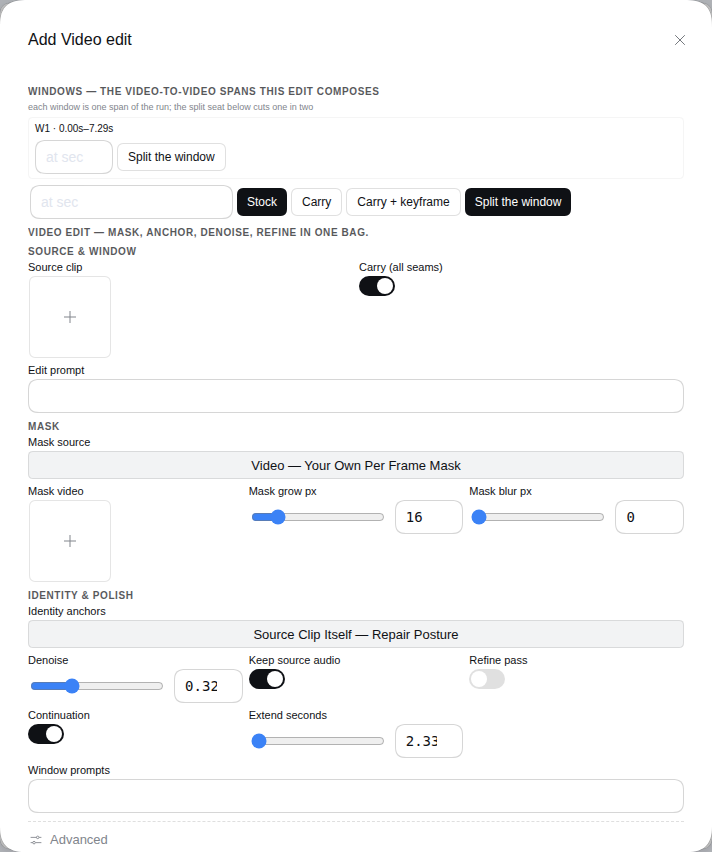 Add Video edit
WINDOWS — THE VIDEO-TO-VIDEO SPANS THIS EDIT COMPOSES
each window is one span of the run; the split seat below cuts one in two
W1 · 0.00s–7.29s
at sec Split the window
at sec Stock Carry Carry + keyframe Split the window
VIDEO EDIT — MASK, ANCHOR, DENOISE, REFINE IN ONE BAG.
SOURCE & WINDOW
Source clip Carry (all seams)
Edit prompt
MASK
Mask source
Video — Your Own Per Frame Mask
Mask video Mask grow px Mask blur px
16 0
IDENTITY & POLISH
Identity anchors
Source Clip Itself — Repair Posture
Denoise Keep source audio Refine pass
0.32
Continuation Extend seconds
2.33
Window prompts
Advanced